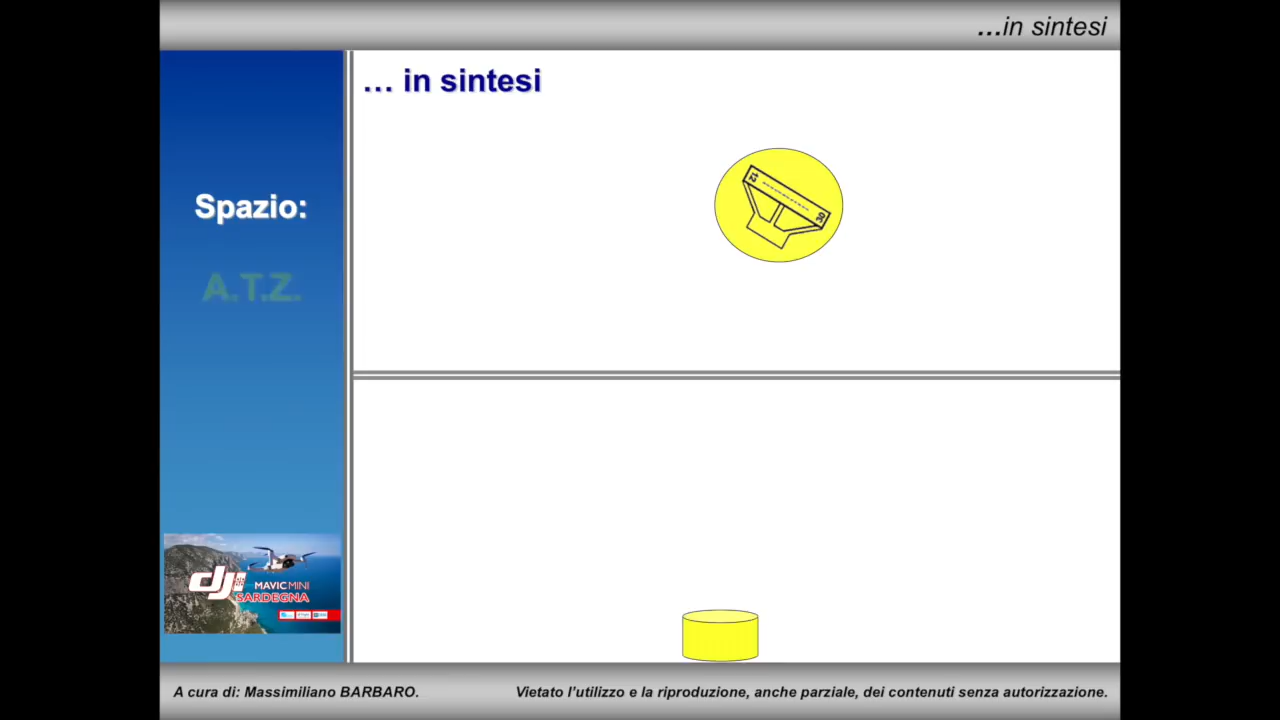 …in sintesi
… in sintesi
Spazio:
A.T.Z.
12
30
dji
MAVIC MINI
SARDEGNA
A cura di: Massimiliano BARBARO.
Vietato l’utilizzo e la riproduzione, anche parziale, dei contenuti senza autorizzazione.